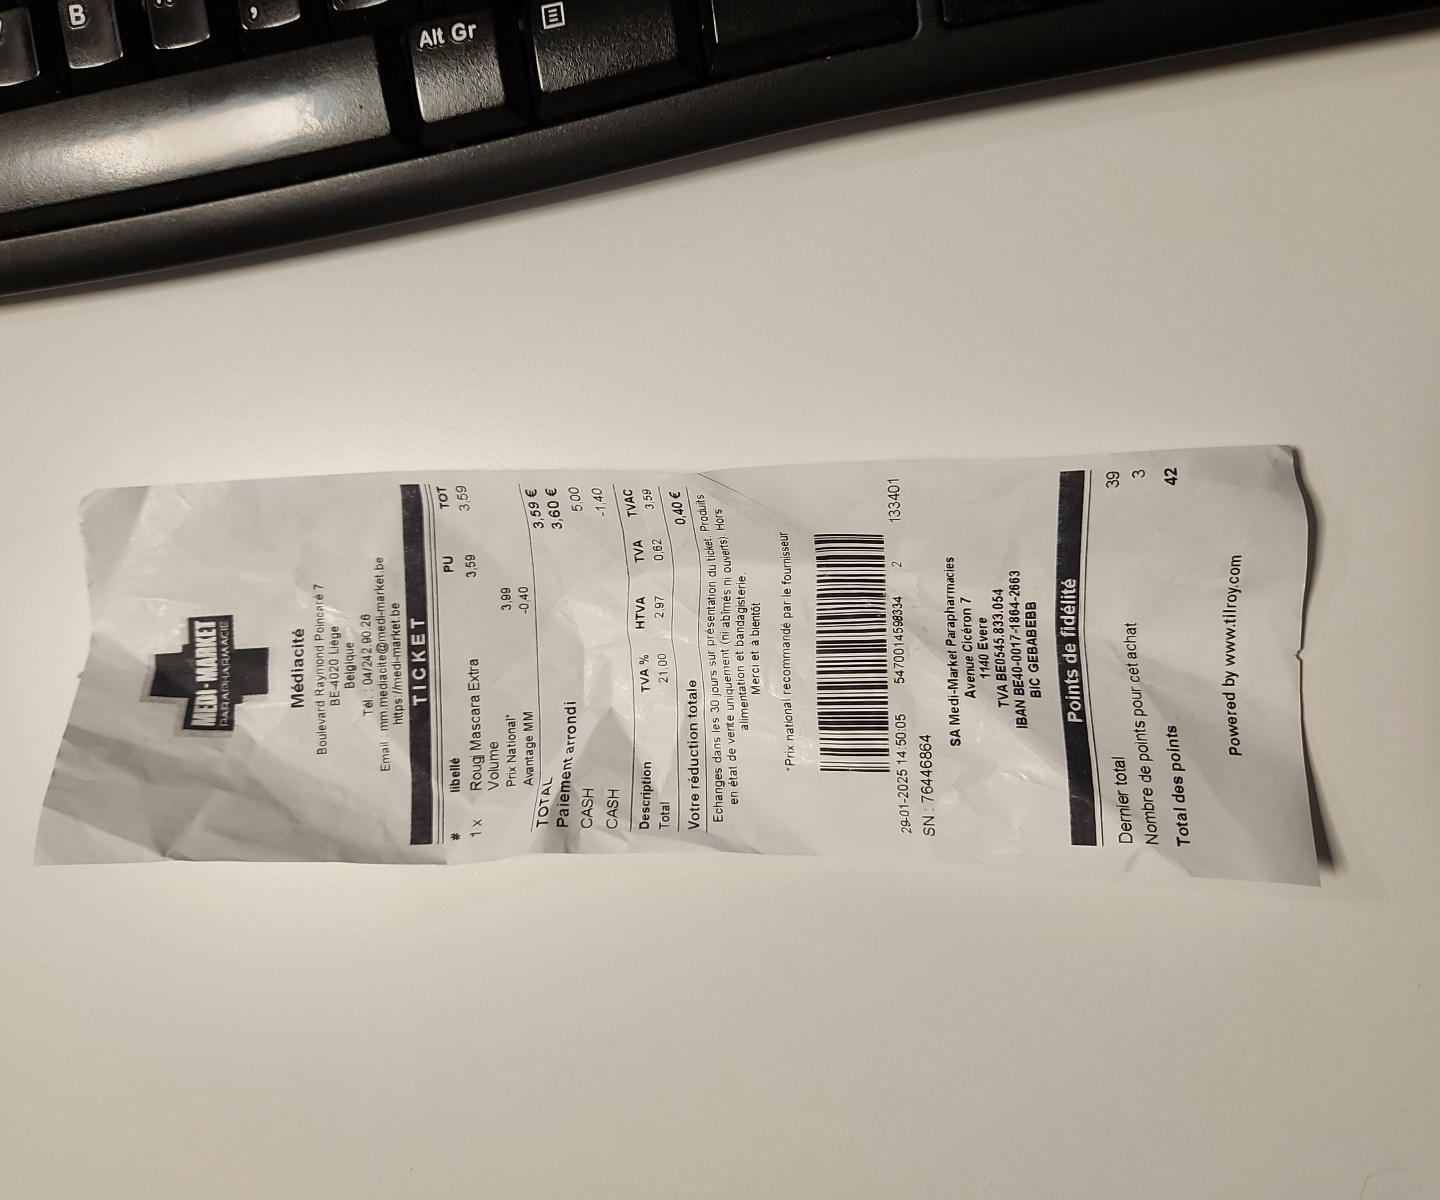 B
Alt Gr
MEDI-MARKET
PARAPHARMACIE
Médiacité
Boulevard Raymond Poincaré 7
BE-4020 Liège
Belgique
Tél. : 04/242.90.26
Email : mm.mediacite@medi-market.be
https://medi-market.be
TICKET
# libellé PU TOT
1 x Rougj Mascara Extra 3,59 3,59
Volume
Prix National* 3,99
Avantage MM -0,40
TOTAL 3,59 €
Paiement arrondi 3,60 €
CASH 5,00
CASH -1,40
Description TVA % HTVA TVA TVAC
Total 21,00 2,97 0,62 3,59
Votre réduction totale 0,40 €
Echanges dans les 30 jours sur présentation du ticket. Produits
en état de vente uniquement (ni abîmés ni ouverts). Hors
alimentation et bandagisterie.
Merci et à bientôt
*Prix national recommandé par le fournisseur
29-01-2025 14:50:05 5470014598334 2 133401
SN : 76446864
SA Medi-Market Parapharmacies
Avenue Cicéron 7
1140 Evere
TVA BE0545.833.054
IBAN BE40-0017-1864-2663
BIC GEBABEBB
Points de fidélité
Dernier total 39
Nombre de points pour cet achat 3
Total des points 42
Powered by www.tilroy.com